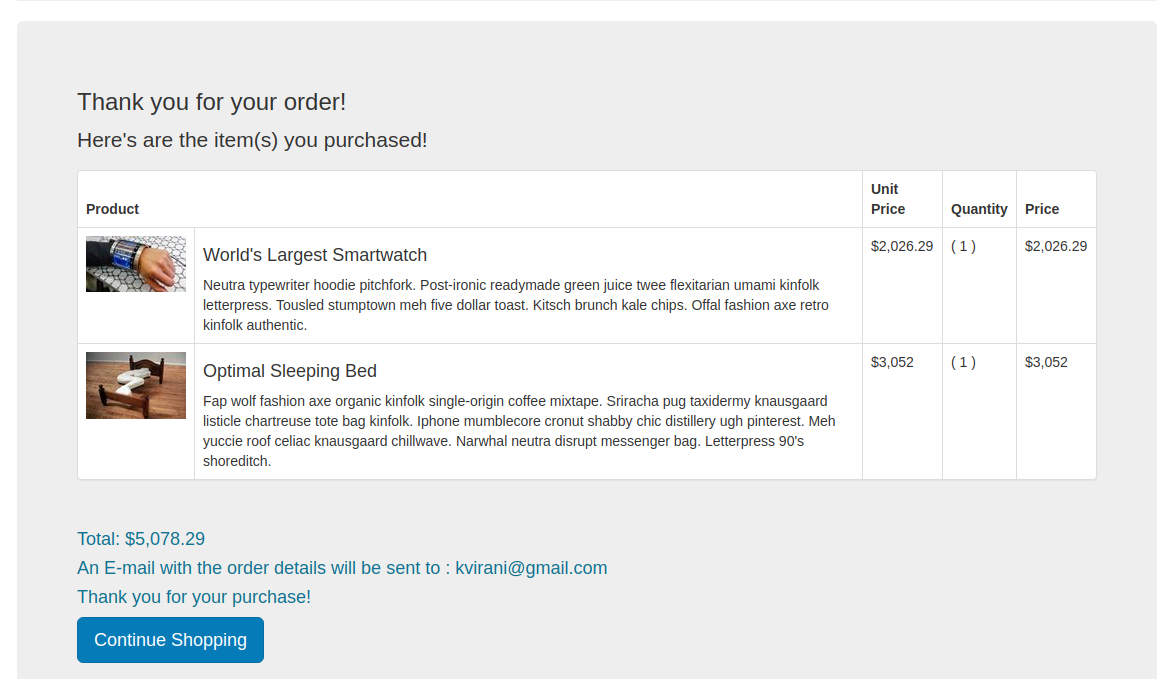 Thank you for your order!
Here's are the item(s) you purchased!
Product
Unit
Price
Quantity
Price
World's Largest Smartwatch
Neutra typewriter hoodie pitchfork. Post-ironic readymade green juice twee flexitarian umami kinfolk
letterpress. Tousled stumptown meh five dollar toast. Kitsch brunch kale chips. Offal fashion axe retro
kinfolk authentic.
$2,026.29
( 1 )
$2,026.29
Optimal Sleeping Bed
Fap wolf fashion axe organic kinfolk single-origin coffee mixtape. Sriracha pug taxidermy knausgaard
listicle chartreuse tote bag kinfolk. Iphone mumblecore cronut shabby chic distillery ugh pinterest. Meh
yuccie roof celiac knausgaard chillwave. Narwhal neutra disrupt messenger bag. Letterpress 90's
shoreditch.
$3,052
( 1 )
$3,052
Total: $5,078.29
An E-mail with the order details will be sent to : kvirani@gmail.com
Thank you for your purchase!
Continue Shopping